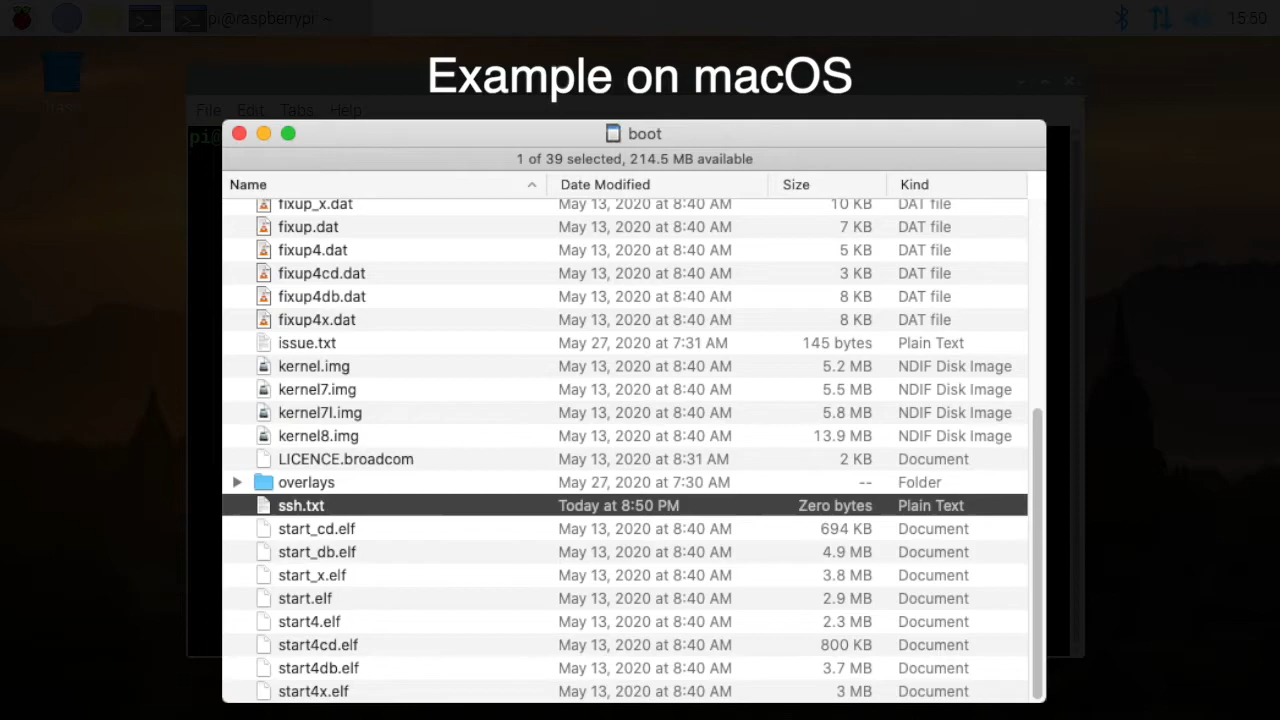 pi@raspberrypi: ~
15:50
Example on macOS
File Edit Tabs Help
pi@
boot
1 of 39 selected, 214.5 MB available
Name Date Modified Size Kind
fixup_x.dat May 13, 2020 at 8:40 AM 10 KB DAT file
fixup.dat May 13, 2020 at 8:40 AM 7 KB DAT file
fixup4.dat May 13, 2020 at 8:40 AM 5 KB DAT file
fixup4cd.dat May 13, 2020 at 8:40 AM 3 KB DAT file
fixup4db.dat May 13, 2020 at 8:40 AM 8 KB DAT file
fixup4x.dat May 13, 2020 at 8:40 AM 8 KB DAT file
issue.txt May 27, 2020 at 7:31 AM 145 bytes Plain Text
kernel.img May 13, 2020 at 8:40 AM 5.2 MB NDIF Disk Image
kernel7.img May 13, 2020 at 8:40 AM 5.5 MB NDIF Disk Image
kernel7l.img May 13, 2020 at 8:40 AM 5.8 MB NDIF Disk Image
kernel8.img May 13, 2020 at 8:40 AM 13.9 MB NDIF Disk Image
LICENCE.broadcom May 13, 2020 at 8:31 AM 2 KB Document
overlays May 27, 2020 at 7:30 AM -- Folder
ssh.txt Today at 8:50 PM Zero bytes Plain Text
start_cd.elf May 13, 2020 at 8:40 AM 694 KB Document
start_db.elf May 13, 2020 at 8:40 AM 4.9 MB Document
start_x.elf May 13, 2020 at 8:40 AM 3.8 MB Document
start.elf May 13, 2020 at 8:40 AM 2.9 MB Document
start4.elf May 13, 2020 at 8:40 AM 2.3 MB Document
start4cd.elf May 13, 2020 at 8:40 AM 800 KB Document
start4db.elf May 13, 2020 at 8:40 AM 3.7 MB Document
start4x.elf May 13, 2020 at 8:40 AM 3 MB Document